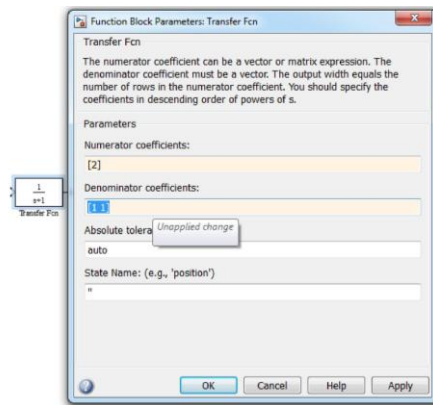 Function Block Parameters: Transfer Fcn
Transfer Fcn
The numerator coefficient can be a vector or matrix expression. The
denominator coefficient must be a vector. The output width equals the
number of rows in the numerator coefficient. You should specify the
coefficients in descending order of powers of s.
Parameters
Numerator coefficients:
[2]
Denominator coefficients:
[1 1]
Unapplied change
Absolute tolera
auto
State Name: (e.g., 'position')
''
1
s+1
Transfer Fcn
OK Cancel Help Apply